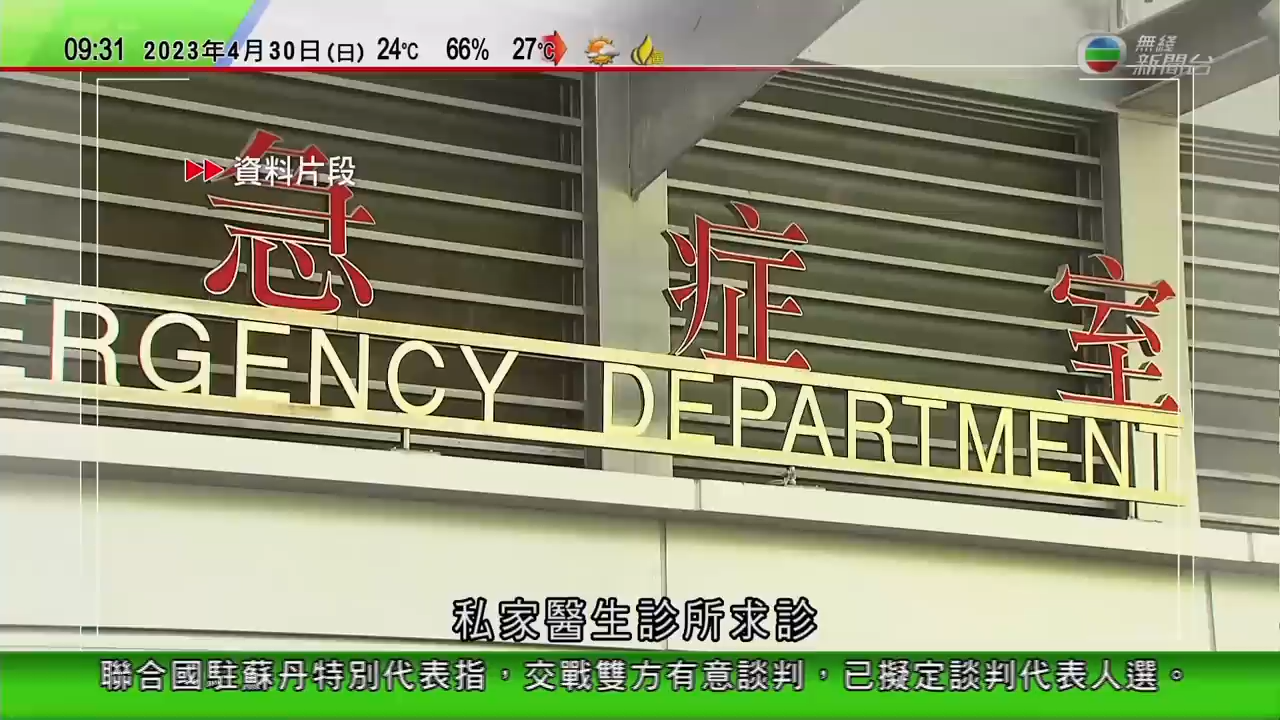 09:31 2023年4月30日(日) 24℃ 66% 27℃
無綫
新聞台
資料片段
急症室
ERGENCY DEPARTMENT
私家醫生診所求診
聯合國駐蘇丹特別代表指，交戰雙方有意談判，已擬定談判代表人選。